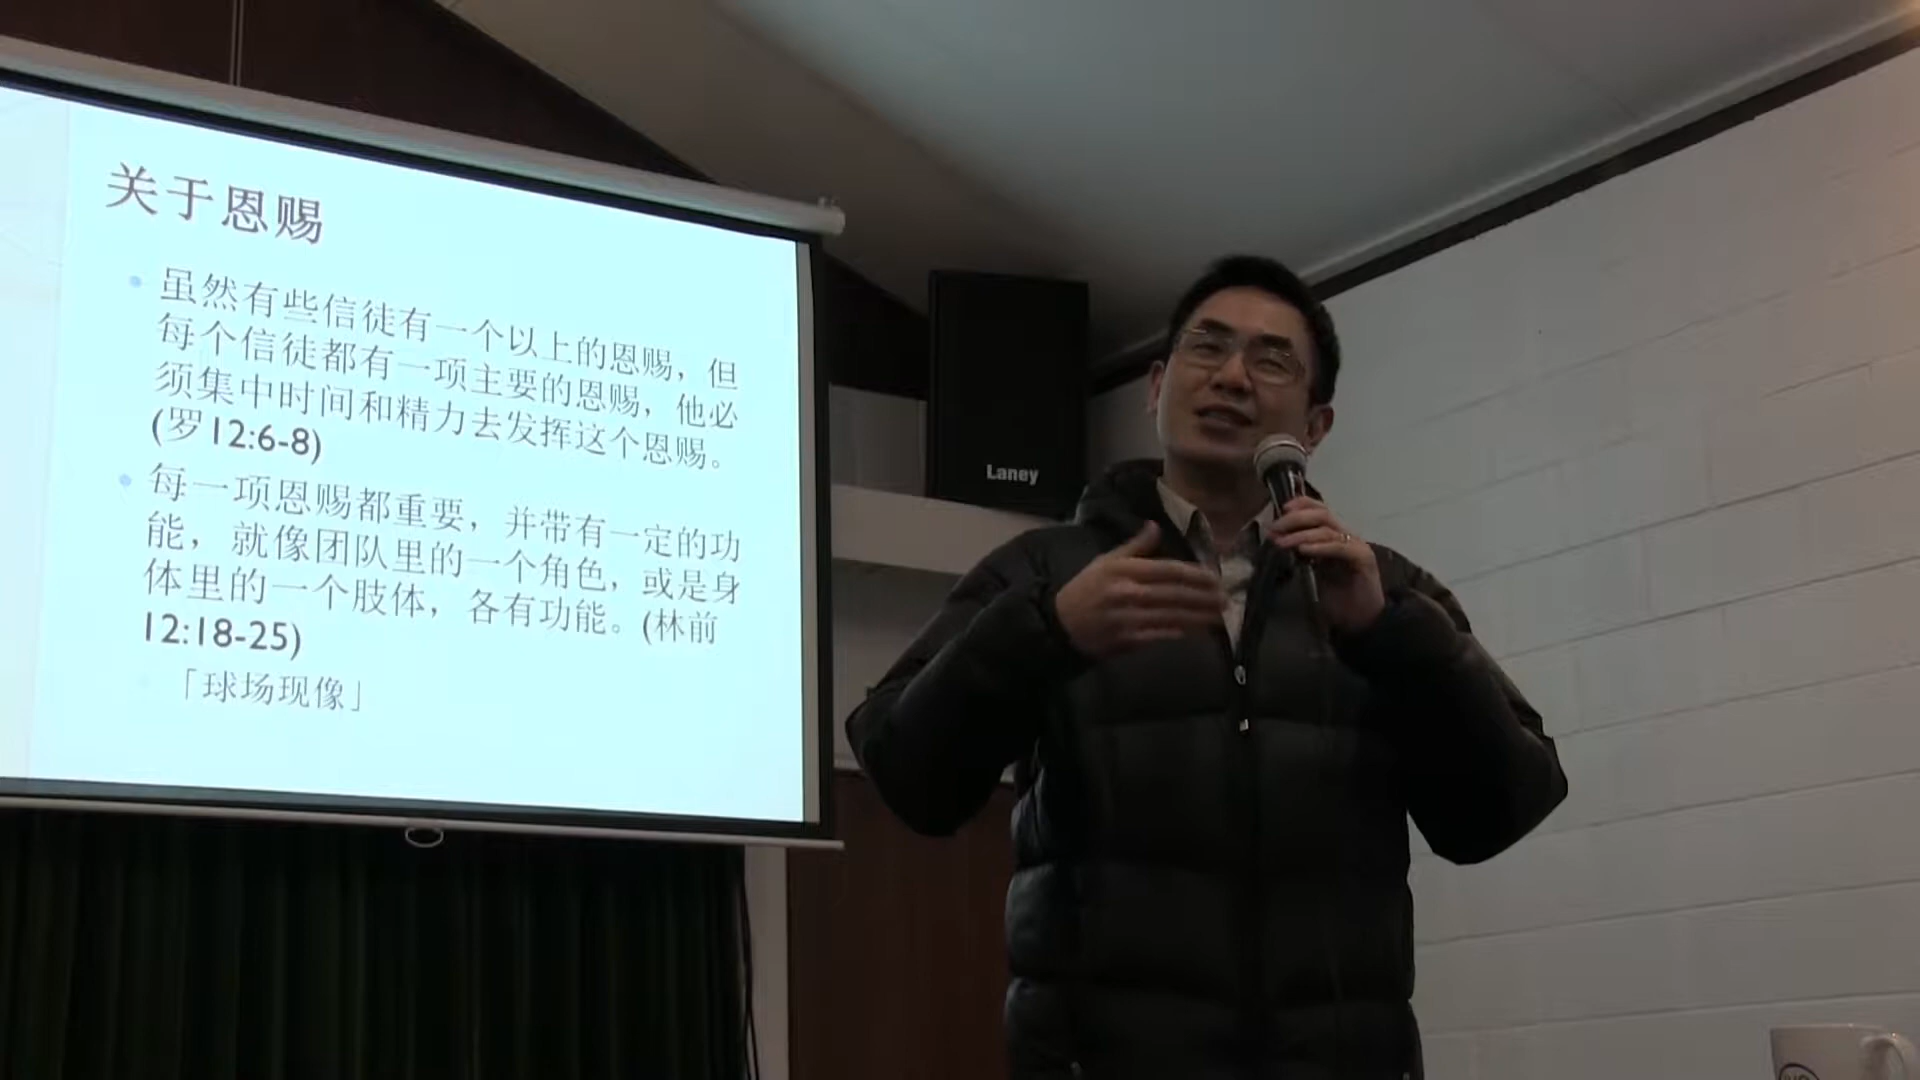 关于恩赐
虽然有些信徒有一个以上的恩赐，但
每个信徒都有一项主要的恩赐，他必
须集中时间和精力去发挥这个恩赐。
(罗12:6-8)
每一项恩赐都重要，并带有一定的功
能，就像团队里的一个角色，或是身
体里的一个肢体，各有功能。(林前
12:18-25)
「球场现像」
Laney